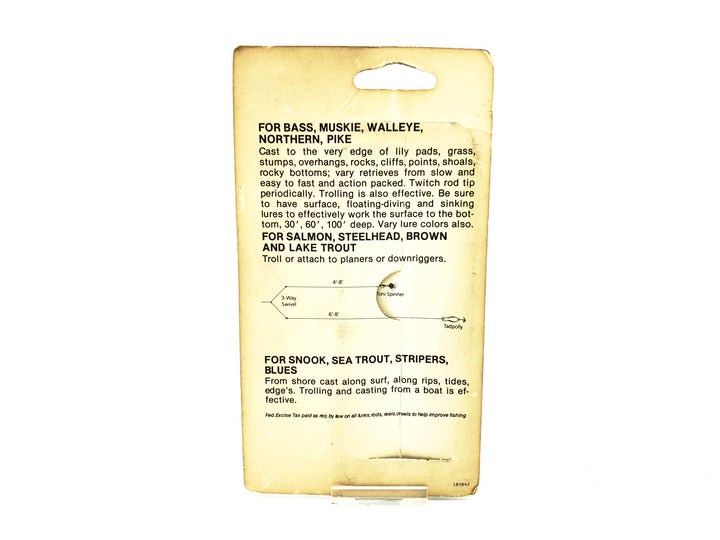 FOR BASS, MUSKIE, WALLEYE,
NORTHERN, PIKE
Cast to the very edge of lily pads, grass,
stumps, overhangs, rocks, cliffs, points, shoals,
rocky bottoms; vary retrieves from slow and
easy to fast and action packed. Twitch rod tip
periodically. Trolling is also effective. Be sure
to have surface, floating-diving and sinking
lures to effectively work the surface to the bot-
tom, 30', 60', 100' deep. Vary lure colors also.
FOR SALMON, STEELHEAD, BROWN
AND LAKE TROUT
Troll or attach to planers or downriggers.
4'-8'
3-Way
Swivel
Toni Spinner
6'-8'
Tadpolly
FOR SNOOK, SEA TROUT, STRIPERS,
BLUES
From shore cast along surf, along rips, tides,
edge's. Trolling and casting from a boat is ef-
fective.
Fed. Excise Tax paid as req. by law on all lures, rods, reels, creels to help improve fishing
LB3842